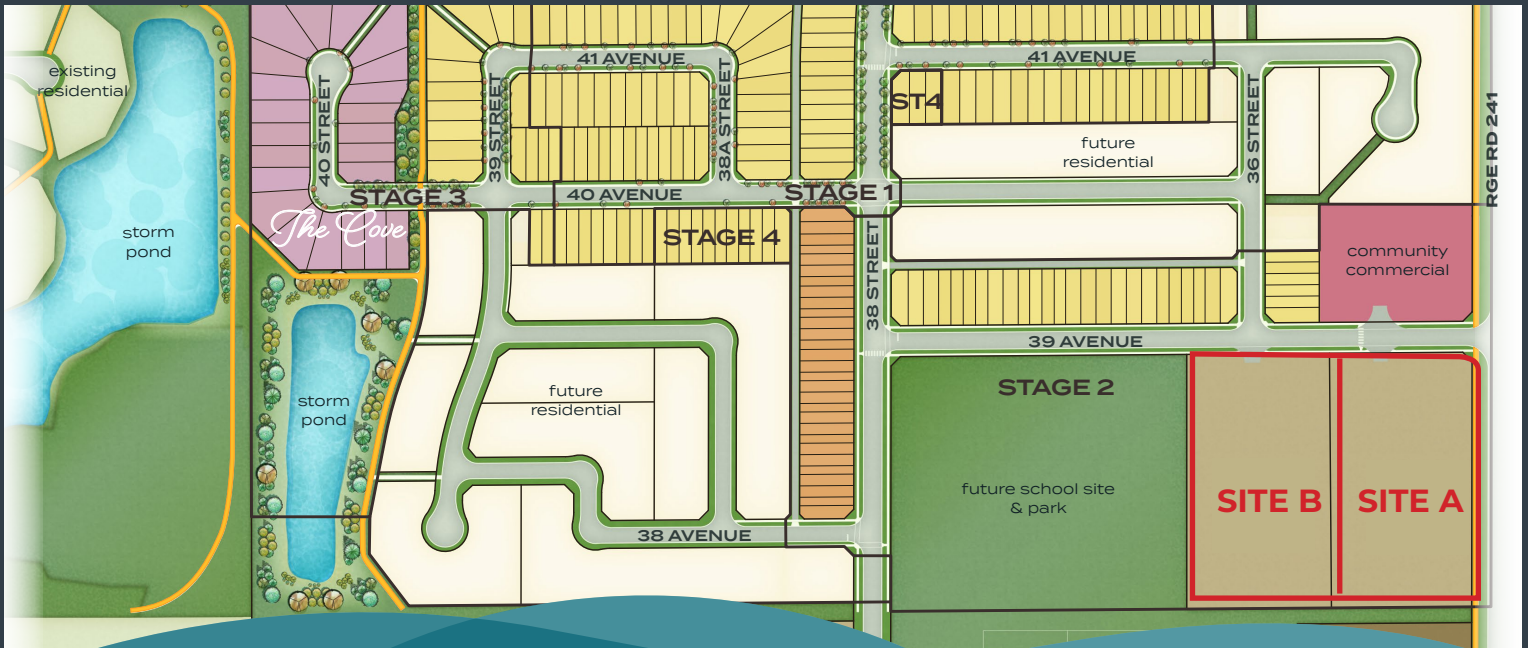 existing
residential
storm
pond
40 STREET
The Cove
STAGE 3
39 STREET
41 AVENUE
38A STREET
40 AVENUE
STAGE 1
STAGE 4
ST4
41 AVENUE
future
residential
36 STREET
RGE RD 241
community
commercial
38 STREET
39 AVENUE
storm
pond
future
residential
38 AVENUE
STAGE 2
future school site
& park
SITE B
SITE A